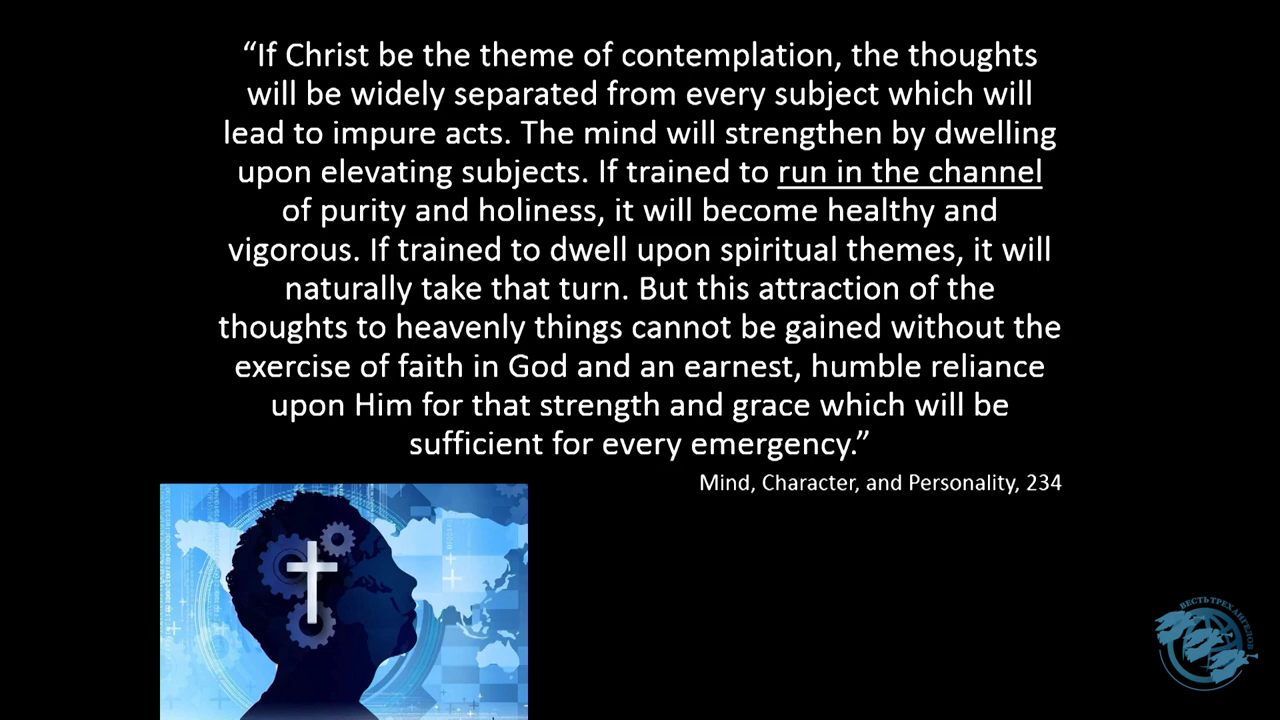 “If Christ be the theme of contemplation, the thoughts
will be widely separated from every subject which will
lead to impure acts. The mind will strengthen by dwelling
upon elevating subjects. If trained to run in the channel
of purity and holiness, it will become healthy and
vigorous. If trained to dwell upon spiritual themes, it will
naturally take that turn. But this attraction of the
thoughts to heavenly things cannot be gained without the
exercise of faith in God and an earnest, humble reliance
upon Him for that strength and grace which will be
sufficient for every emergency.”
Mind, Character, and Personality, 234
ВЕСТЬ ТРЕХ АНГЕЛОВ